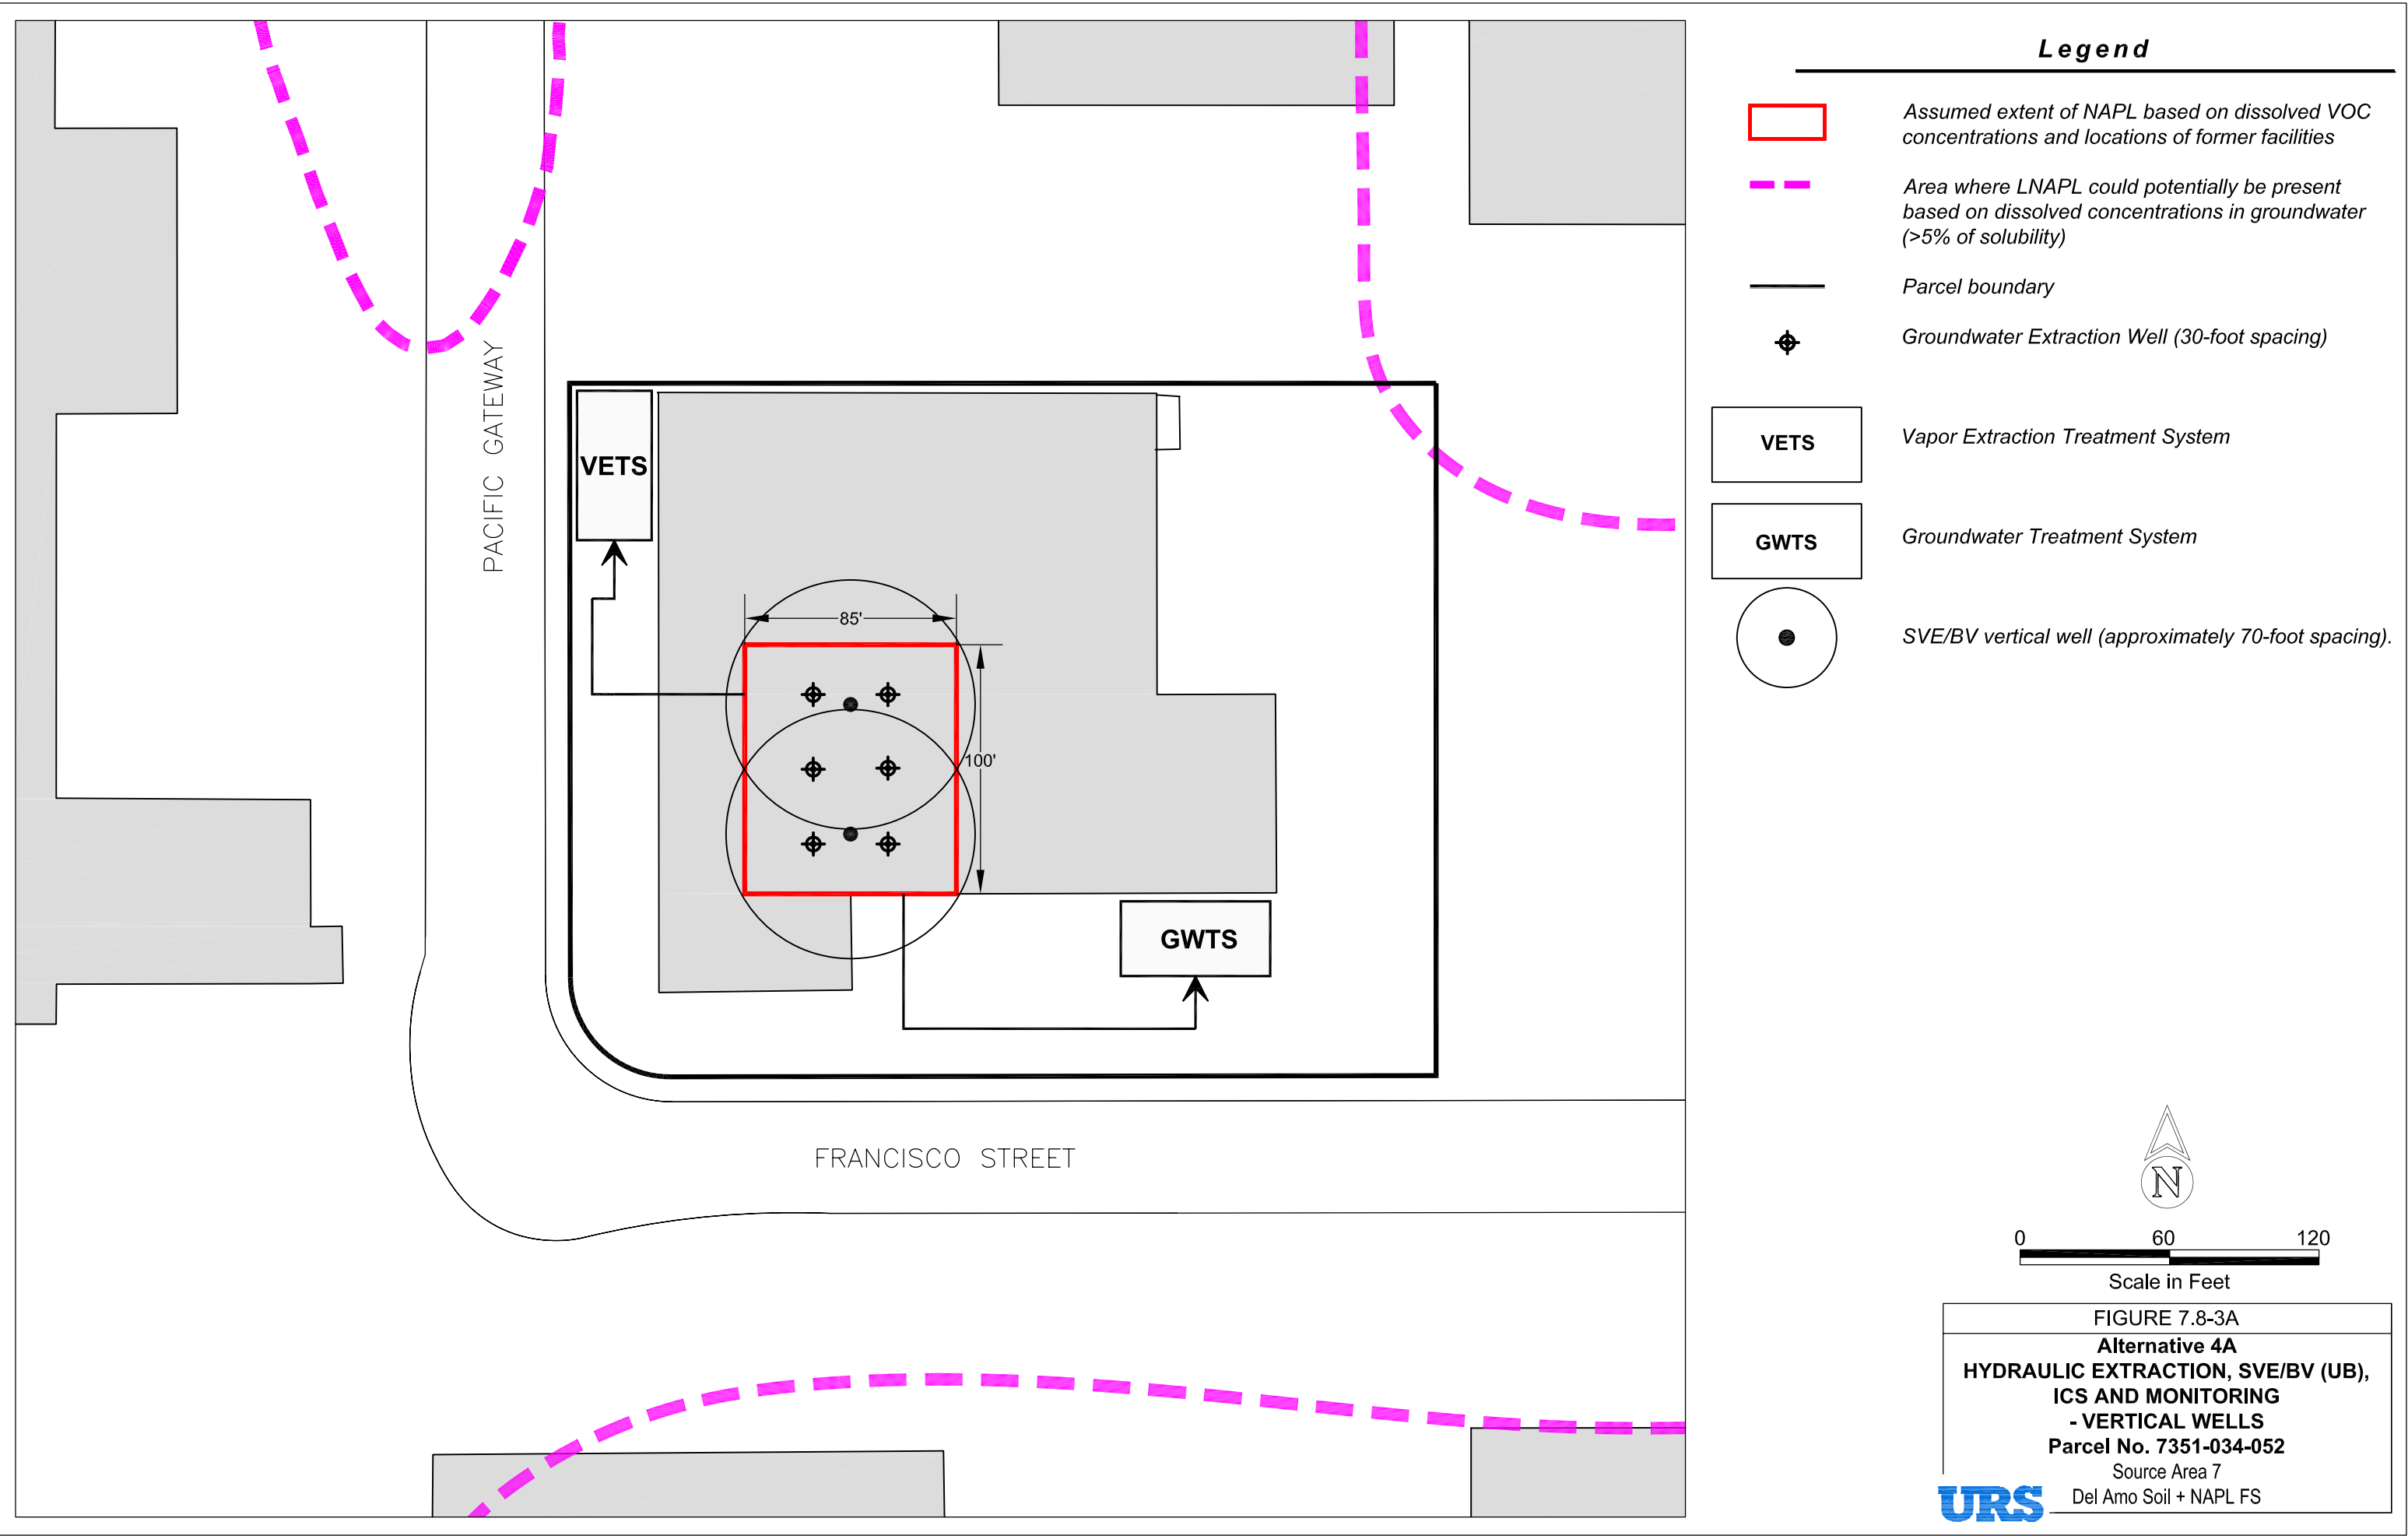 Legend
Assumed extent of NAPL based on dissolved VOC
concentrations and locations of former facilities
Area where LNAPL could potentially be present
based on dissolved concentrations in groundwater
(>5% of solubility)
Parcel boundary
Groundwater Extraction Well (30-foot spacing)
VETS
Vapor Extraction Treatment System
GWTS
Groundwater Treatment System
SVE/BV vertical well (approximately 70-foot spacing).
PACIFIC GATEWAY
VETS
85'
100'
GWTS
FRANCISCO STREET
N
0 60 120
Scale in Feet
FIGURE 7.8-3A
Alternative 4A
HYDRAULIC EXTRACTION, SVE/BV (UB),
ICS AND MONITORING
- VERTICAL WELLS
Parcel No. 7351-034-052
Source Area 7
Del Amo Soil + NAPL FS
URS